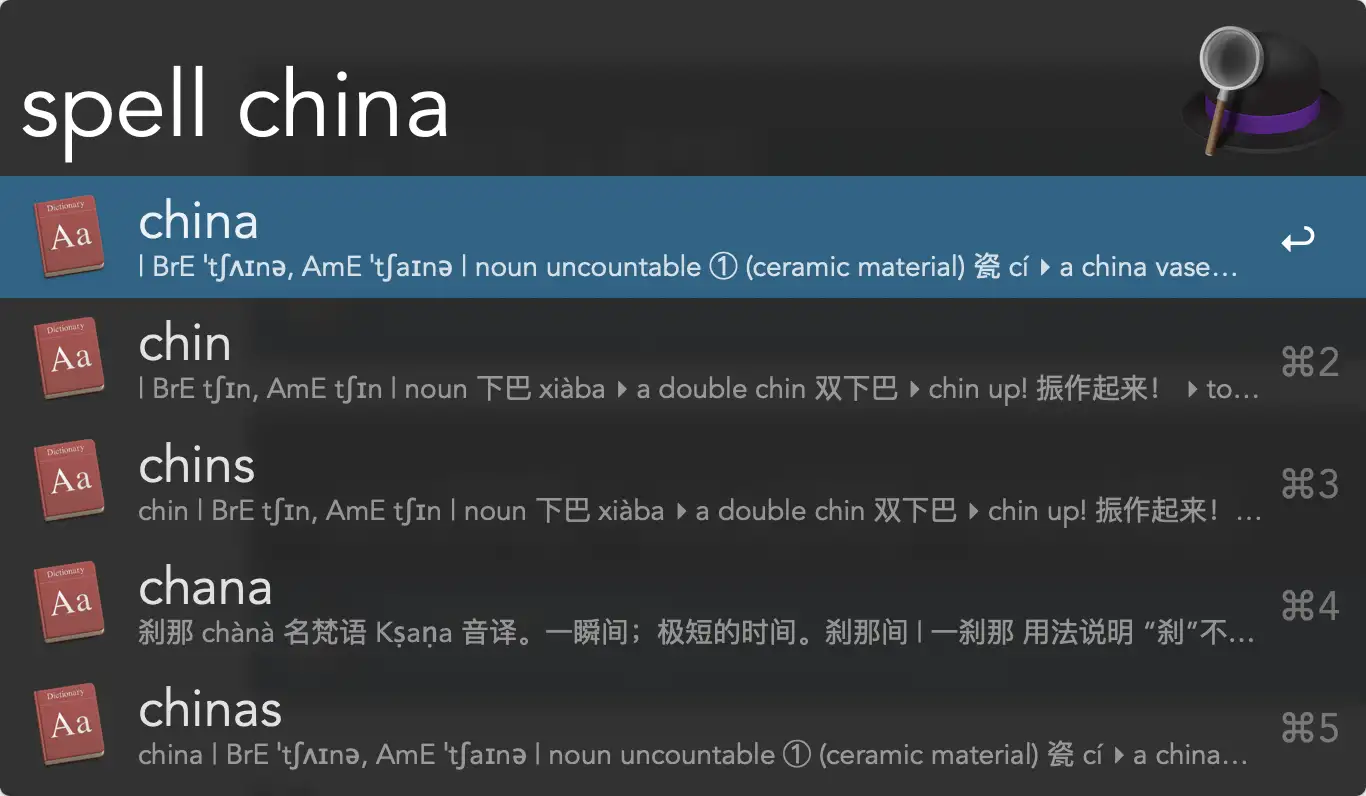 spell china
Dictionary
Aa
china
| BrE ˈtʃʌɪnə, AmE ˈtʃaɪnə | noun uncountable ① (ceramic material) 瓷 cí ▸ a china vase…
Dictionary
Aa
chin
| BrE tʃɪn, AmE tʃɪn | noun 下巴 xiàba ▸ a double chin 双下巴 ▸ chin up! 振作起来！ ▸ to…
⌘2
Dictionary
Aa
chins
chin | BrE tʃɪn, AmE tʃɪn | noun 下巴 xiàba ▸ a double chin 双下巴 ▸ chin up! 振作起来！ …
⌘3
Dictionary
Aa
chana
刹那 chànà 名梵语 Kṣaṇa 音译。一瞬间；极短的时间。刹那间 | 一刹那 用法说明 “刹”不…
⌘4
Dictionary
Aa
chinas
china | BrE ˈtʃʌɪnə, AmE ˈtʃaɪnə | noun uncountable ① (ceramic material) 瓷 cí ▸ a china…
⌘5